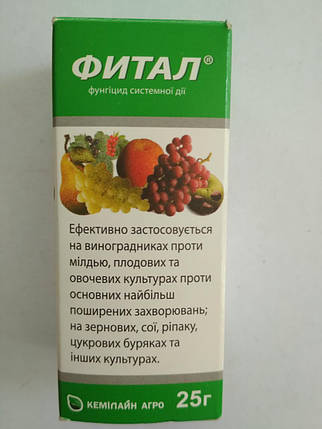 ФИТАЛ®
фунгіцид системної дії
Ефективно застосовується
на виноградниках проти
мілдью, плодових та
овочевих культурах проти
основних найбільш
поширених захворювань;
на зернових, сої, ріпаку,
цукрових буряках та
інших культурах.
КЕМІЛАЙН АГРО 25г